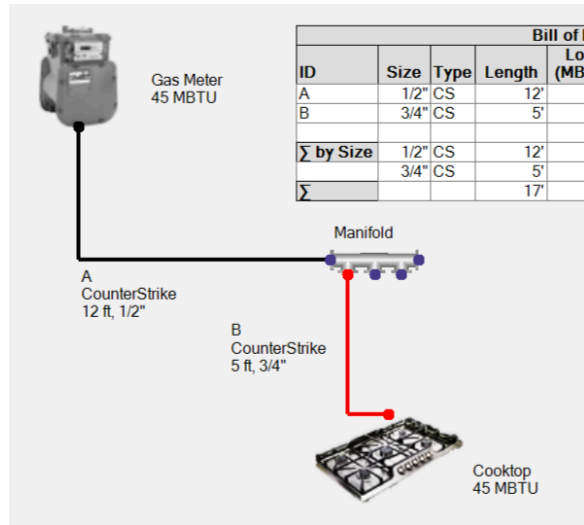 Gas Meter
45 MBTU
Bill of
ID Size Type Length
A 1/2" CS 12'
B 3/4" CS 5'
∑ by Size 1/2" CS 12'
3/4" CS 5'
∑ 17'
Manifold
A
CounterStrike
12 ft, 1/2"
B
CounterStrike
5 ft, 3/4"
Cooktop
45 MBTU